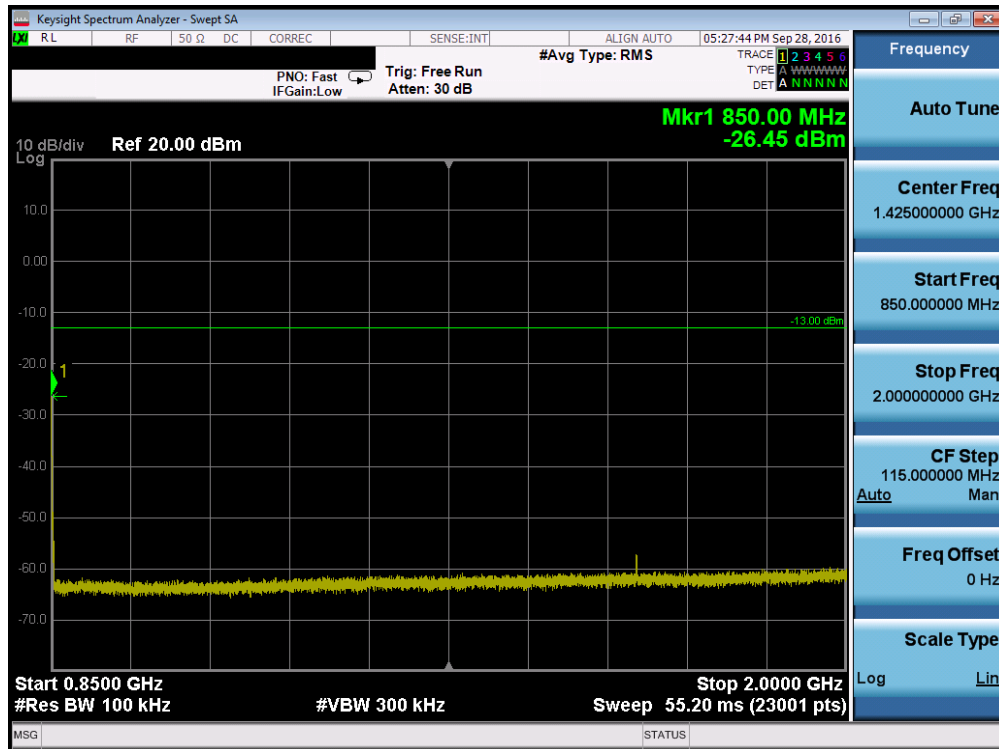 Keysight Spectrum Analyzer - Swept SA
LXI RL RF 50 Ω DC CORREC SENSE:INT ALIGN AUTO 05:27:44 PM Sep 28, 2016
#Avg Type: RMS TRACE 1 2 3 4 5 6
PNO: Fast Trig: Free Run TYPE A WWWWW
IFGain:Low Atten: 30 dB DET A N N N N N
Mkr1 850.00 MHz
-26.45 dBm
10 dB/div Ref 20.00 dBm
Log
10.0
0.00
-10.0
-13.00 dBm
-20.0
1
-30.0
-40.0
-50.0
-60.0
-70.0
Start 0.8500 GHz Stop 2.0000 GHz
#Res BW 100 kHz #VBW 300 kHz Sweep 55.20 ms (23001 pts)
MSG STATUS
Frequency
Auto Tune
Center Freq
1.425000000 GHz
Start Freq
850.000000 MHz
Stop Freq
2.000000000 GHz
CF Step
115.000000 MHz
Auto Man
Freq Offset
0 Hz
Scale Type
Log Lin